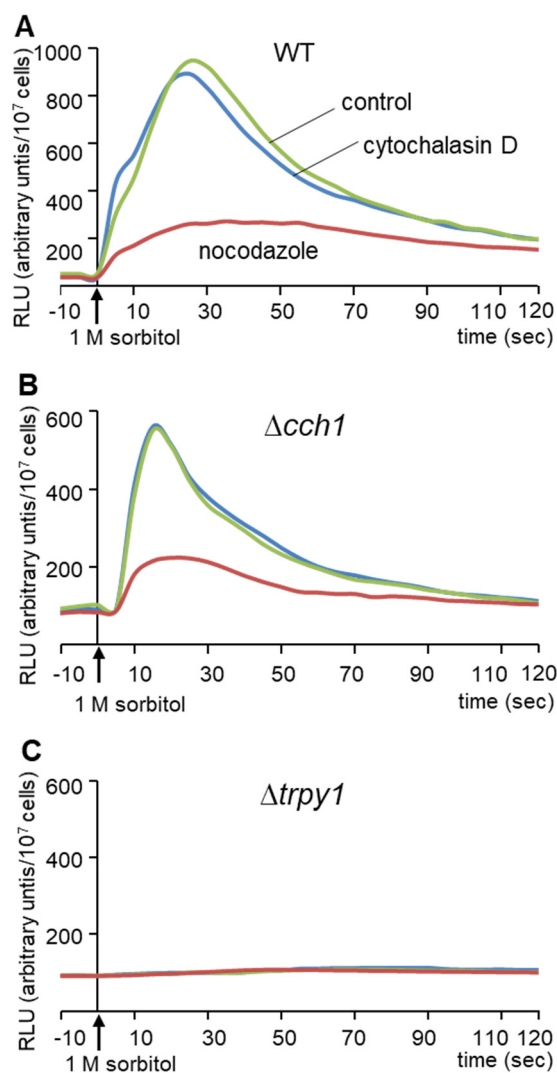 A
WT
RLU (arbitrary untis/10⁷ cells)
1000
800
600
400
200
control
cytochalasin D
nocodazole
-10 10 30 50 70 90 120
1 M sorbitol
time (sec)
B
Δcch1
RLU (arbitrary untis/10⁷ cells)
600
400
200
-10 10 30 50 70 90 120
1 M sorbitol
time (sec)
C
Δtrpy1
RLU (arbitrary untis/10⁷ cells)
600
400
200
-10 10 30 50 70 90 120
1 M sorbitol
time (sec)